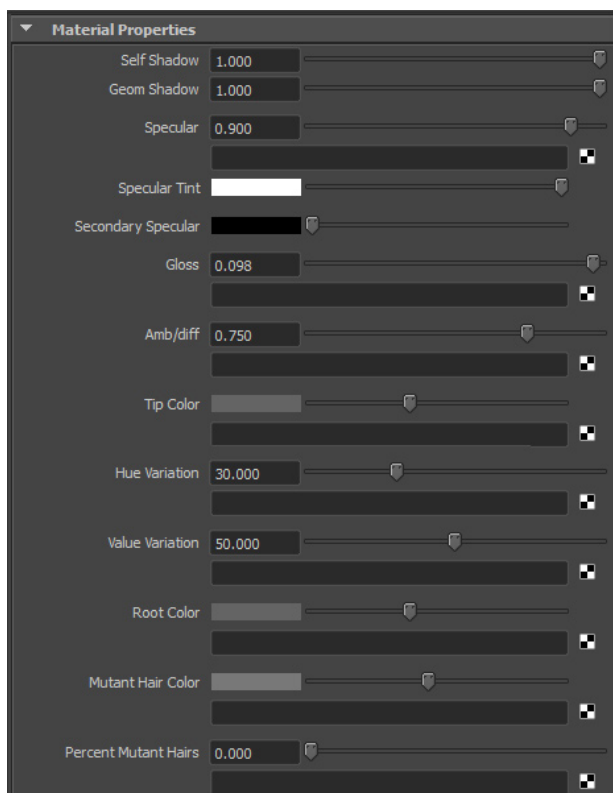 Material Properties
Self Shadow 1.000
Geom Shadow 1.000
Specular 0.900
Specular Tint
Secondary Specular
Gloss 0.098
Amb/diff 0.750
Tip Color
Hue Variation 30.000
Value Variation 50.000
Root Color
Mutant Hair Color
Percent Mutant Hairs 0.000